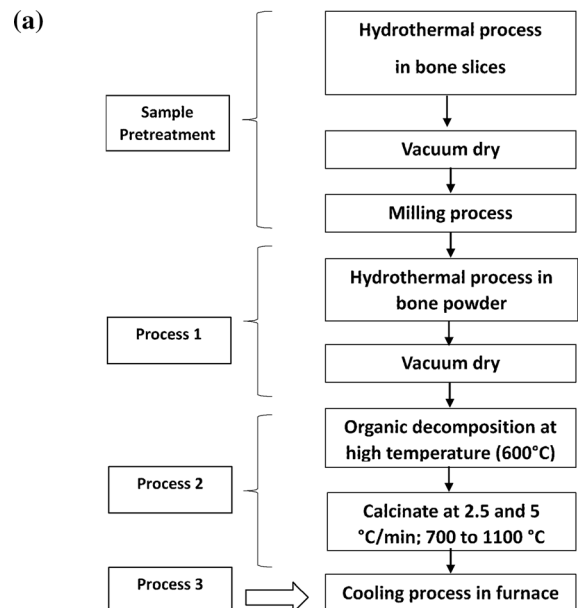 (a)
Hydrothermal process
in bone slices
Sample
Pretreatment
Vacuum dry
Milling process
Hydrothermal process in
bone powder
Process 1
Vacuum dry
Organic decomposition at
high temperature (600°C)
Process 2
Calcinate at 2.5 and 5
°C/min; 700 to 1100 °C
Process 3
Cooling process in furnace